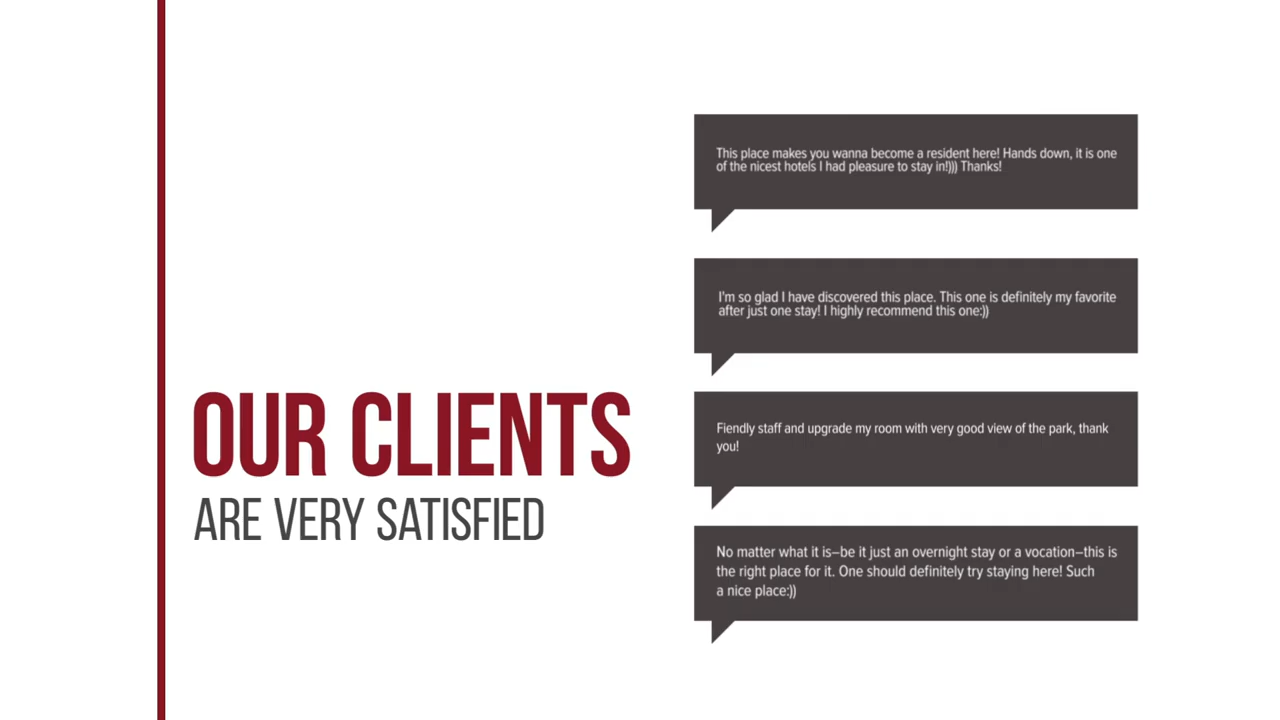 OUR CLIENTS
ARE VERY SATISFIED
This place makes you wanna become a resident here! Hands down, it is one
of the nicest hotels I had pleasure to stay in!))) Thanks!
I'm so glad I have discovered this place. This one is definitely my favorite
after just one stay! I highly recommend this one:))
Fiendly staff and upgrade my room with very good view of the park, thank
you!
No matter what it is–be it just an overnight stay or a vocation–this is
the right place for it. One should definitely try staying here! Such
a nice place:))